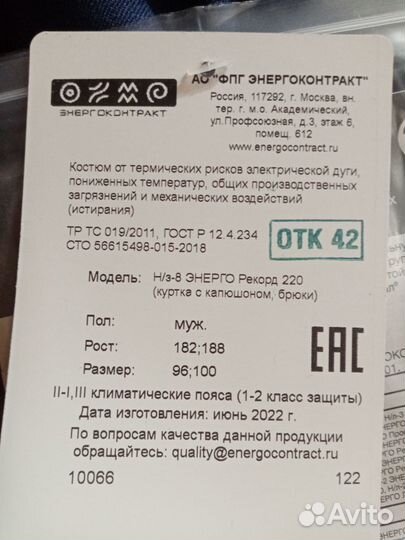 ЭНЕРГОКОНТРАКТ
АО "ФПГ ЭНЕРГОКОНТРАКТ"
Россия, 117292, г. Москва, вн.
тер. г. м.о. Академический,
ул.Профсоюзная, д.3, этаж 6,
помещ. 612
www.energocontract.ru
Костюм от термических рисков электрической дуги,
пониженных температур, общих производственных
загрязнений и механических воздействий
(истирания)
ТР ТС 019/2011, ГОСТ Р 12.4.234
СТО 56615498-015-2018
ОТК 42
Модель: Н/з-8 ЭНЕРГО Рекорд 220
(куртка с капюшоном, брюки)
Пол: муж.
Рост: 182;188
Размер: 96;100
ЕАС
II-I,III климатические пояса (1-2 класс защиты)
Дата изготовления: июнь 2022 г.
По вопросам качества данной продукции
обращайтесь: quality@energocontract.ru
10066 122
Avito